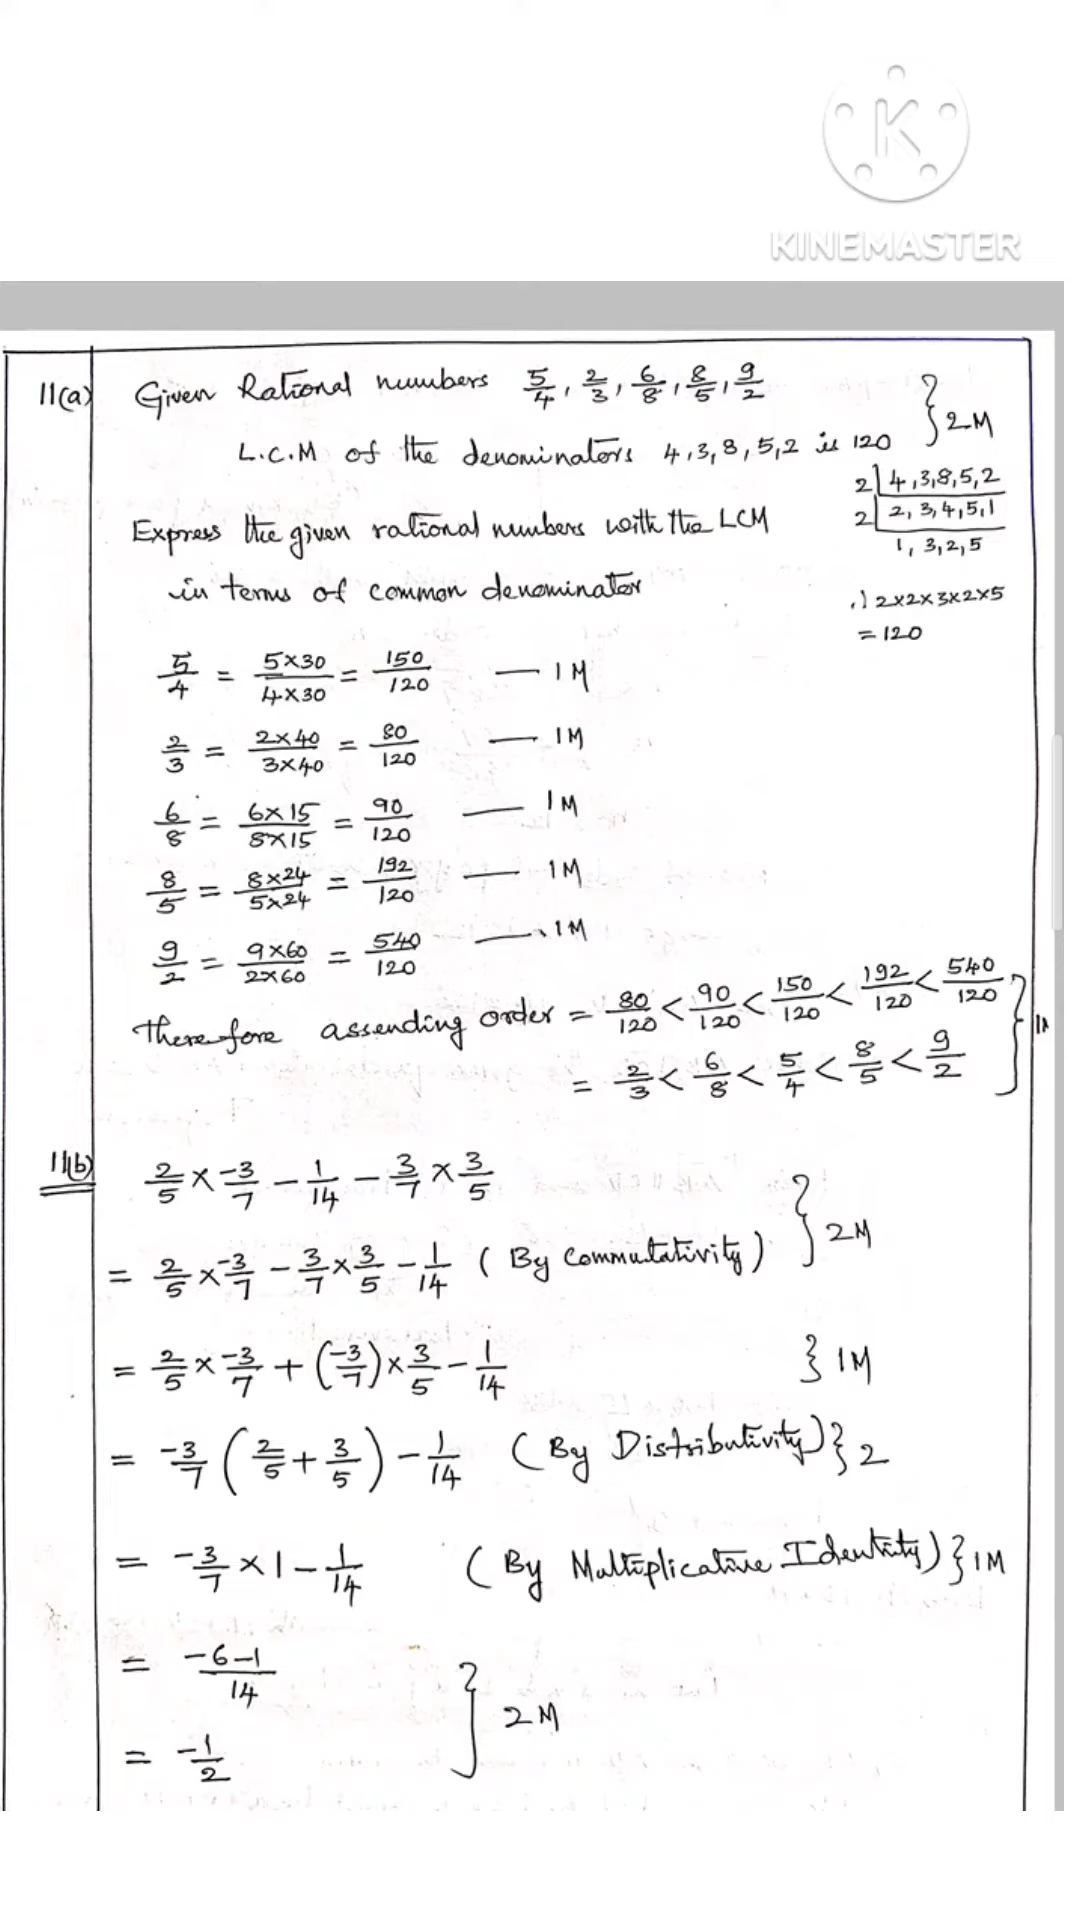 KINEMASTER
11(a) Given Rational numbers 5/4, 2/3, 6/8, 8/5, 9/2
L.C.M of the denominators 4,3,8,5,2 is 120 } 2M
2 | 4,3,8,5,2
2 | 2,3,4,5,1
1,3,2,5
2×2×3×2×5
= 120
Express the given rational numbers with the LCM
in terms of common denominator
5/4 = 5×30/4×30 = 150/120 — 1M
2/3 = 2×40/3×40 = 80/120 — 1M
6/8 = 6×15/8×15 = 90/120 — 1M
8/5 = 8×24/5×24 = 192/120 — 1M
9/2 = 9×60/2×60 = 540/120 — 1M
Therefore assending order = 80/120 < 90/120 < 150/120 < 192/120 < 540/120
= 2/3 < 6/8 < 5/4 < 8/5 < 9/2
11(b) 2/5 × -3/7 - 1/14 - 3/7 × 3/5
= 2/5 × -3/7 - 3/7 × 3/5 - 1/14 (By Commutativity) } 2M
= 2/5 × -3/7 + (-3/7) × 3/5 - 1/14 } 1M
= -3/7 (2/5 + 3/5) - 1/14 (By Distributivity) } 2
= -3/7 × 1 - 1/14 (By Multiplicative Identity) } 1M
= -6-1/14
= -1/2 } 2M